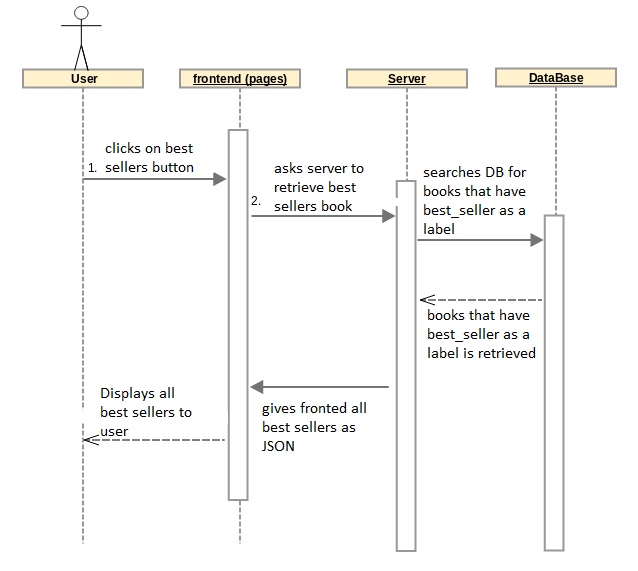 User
frontend (pages)
Server
DataBase
clicks on best
1. sellers button
asks server to
retrieve best
2. sellers book
searches DB for
books that have
best_seller as a
label
books that have
best_seller as a
label is retrieved
gives fronted all
best sellers as
JSON
Displays all
best sellers to
user